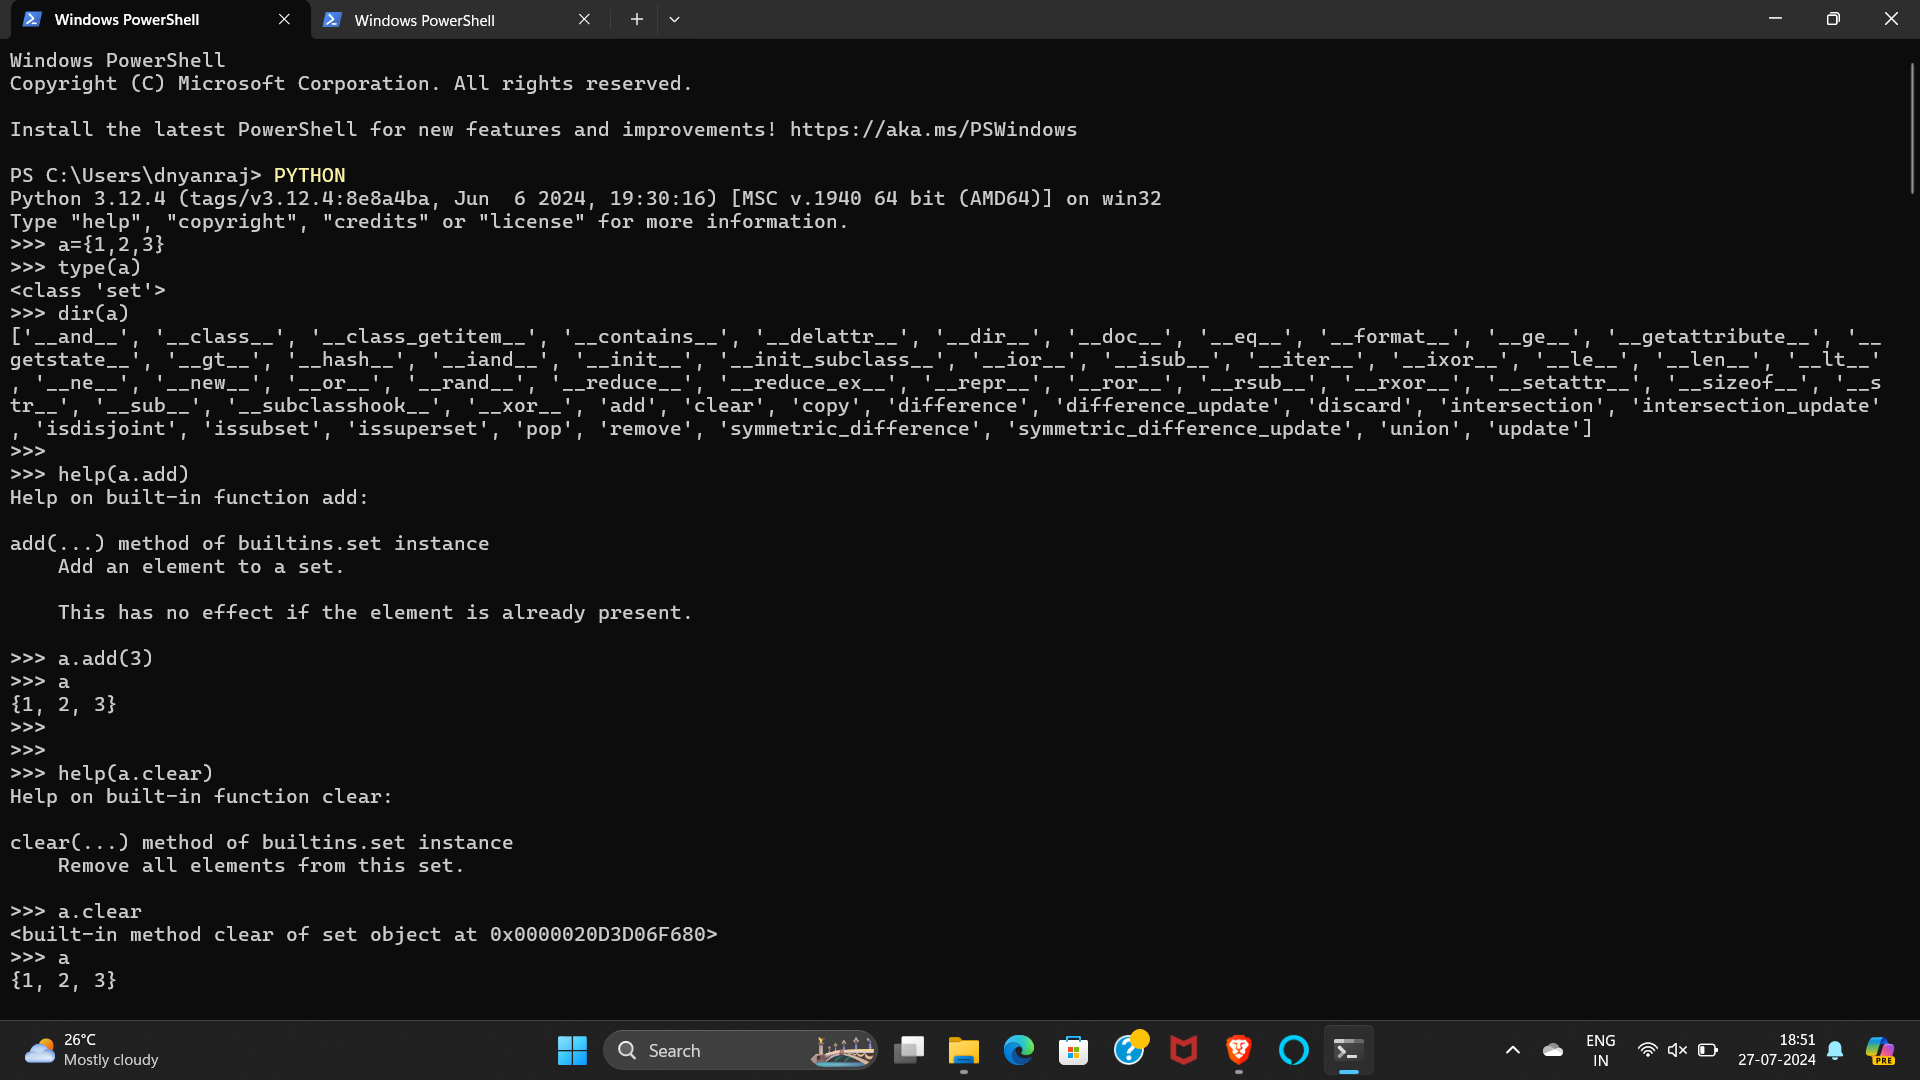 Windows PowerShell
Windows PowerShell
Windows PowerShell
Copyright (C) Microsoft Corporation. All rights reserved.
Install the latest PowerShell for new features and improvements! https://aka.ms/PSWindows
PS C:\Users\dnyanraj> PYTHON
Python 3.12.4 (tags/v3.12.4:8e8a4ba, Jun  6 2024, 19:30:16) [MSC v.1940 64 bit (AMD64)] on win32
Type "help", "copyright", "credits" or "license" for more information.
>>> a={1,2,3}
>>> type(a)
<class 'set'>
>>> dir(a)
['__and__', '__class__', '__class_getitem__', '__contains__', '__delattr__', '__dir__', '__doc__', '__eq__', '__format__', '__ge__', '__getattribute__', '__
getstate__', '__gt__', '__hash__', '__iand__', '__init__', '__init_subclass__', '__ior__', '__isub__', '__iter__', '__ixor__', '__le__', '__len__', '__lt__'
, '__ne__', '__new__', '__or__', '__rand__', '__reduce__', '__reduce_ex__', '__repr__', '__ror__', '__rsub__', '__rxor__', '__setattr__', '__sizeof__', '__s
tr__', '__sub__', '__subclasshook__', '__xor__', 'add', 'clear', 'copy', 'difference', 'difference_update', 'discard', 'intersection', 'intersection_update'
, 'isdisjoint', 'issubset', 'issuperset', 'pop', 'remove', 'symmetric_difference', 'symmetric_difference_update', 'union', 'update']
>>>
>>> help(a.add)
Help on built-in function add:
add(...) method of builtins.set instance
    Add an element to a set.
    This has no effect if the element is already present.
>>> a.add(3)
>>> a
{1, 2, 3}
>>>
>>>
>>> help(a.clear)
Help on built-in function clear:
clear(...) method of builtins.set instance
    Remove all elements from this set.
>>> a.clear
<built-in method clear of set object at 0x0000020D3D06F680>
>>> a
{1, 2, 3}
26°C
Mostly cloudy
Search
ENG
IN
18:51
27-07-2024
PRE